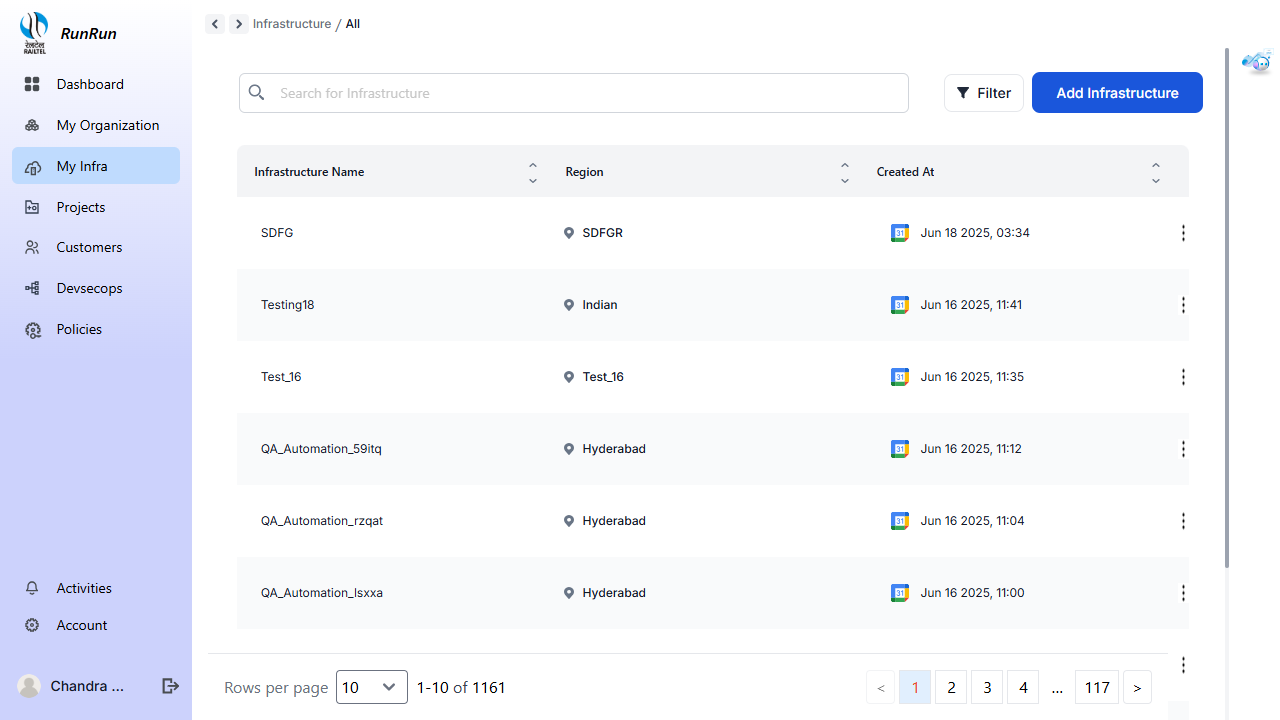 रेलटेल
RAILTEL
RunRun
Dashboard
My Organization
My Infra
Projects
Customers
Devsecops
Policies
Activities
Account
Chandra ...
Infrastructure / All
Search for Infrastructure
Filter
Add Infrastructure
Infrastructure Name Region Created At
SDFG SDFGR 31 Jun 18 2025, 03:34
Testing18 Indian 31 Jun 16 2025, 11:41
Test_16 Test_16 31 Jun 16 2025, 11:35
QA_Automation_59itq Hyderabad 31 Jun 16 2025, 11:12
QA_Automation_rzqat Hyderabad 31 Jun 16 2025, 11:04
QA_Automation_lsxxa Hyderabad 31 Jun 16 2025, 11:00
Rows per page 10 1-10 of 1161 < 1 2 3 4 ... 117 >